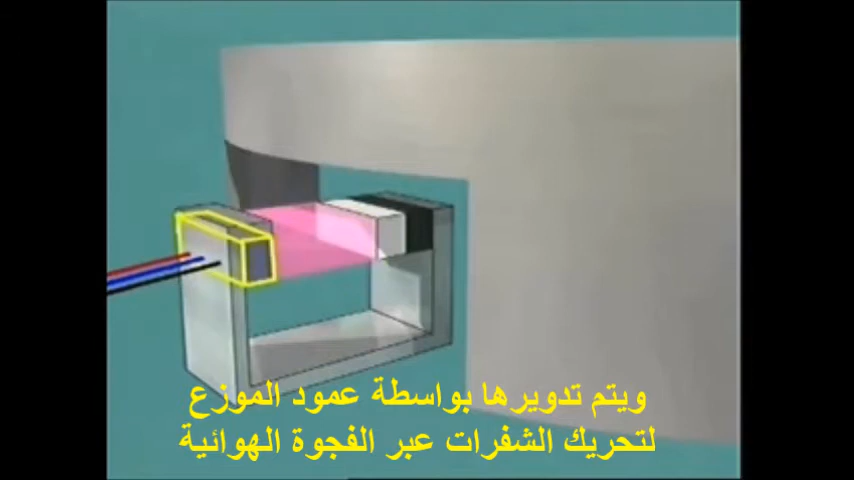 ويتم تدويرها بواسطة عمود الموزع
لتحريك الشفرات عبر الفجوة الهوائية